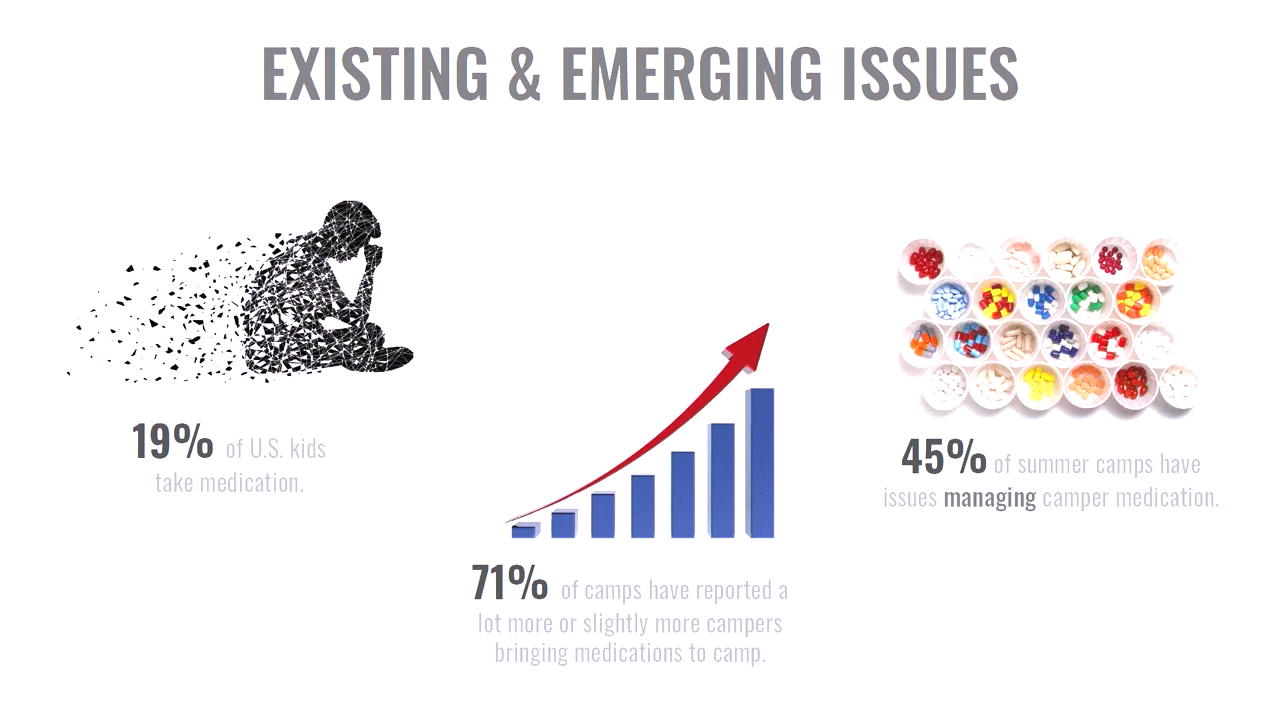 EXISTING & EMERGING ISSUES
19% of U.S. kids
take medication.
71% of camps have reported a
lot more or slightly more campers
bringing medications to camp.
45% of summer camps have
issues managing camper medication.